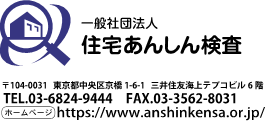 一般社団法人
住宅あんしん検査
〒104-0031 東京都中央区京橋1-6-1 三井住友海上テプコビル6階
TEL.03-6824-9444 FAX.03-3562-8031
ホームページ https://www.anshinkensa.or.jp/